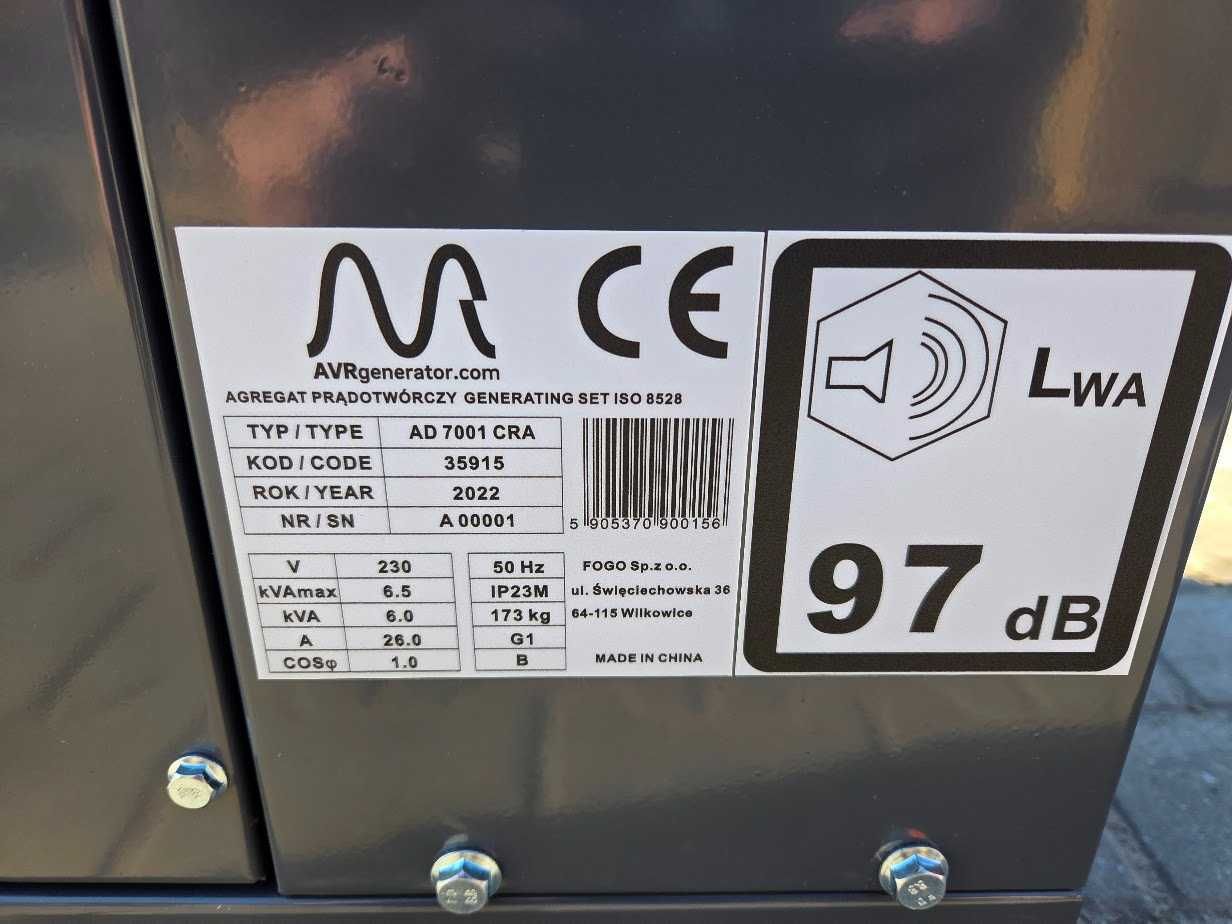 CE
AVRgenerator.com
AGREGAT PRĄDOTWÓRCZY GENERATING SET ISO 8528
TYP / TYPE AD 7001 CRA
KOD / CODE 35915
ROK / YEAR 2022
NR / SN A 00001
5 905370 900156
V 230 50 Hz
kVAmax 6.5 IP23M
kVA 6.0 173 kg
A 26.0 G1
COSφ 1.0 B
FOGO Sp.z o.o.
ul. Święciechowska 36
64-115 Wilkowice
MADE IN CHINA
LWA
97 dB